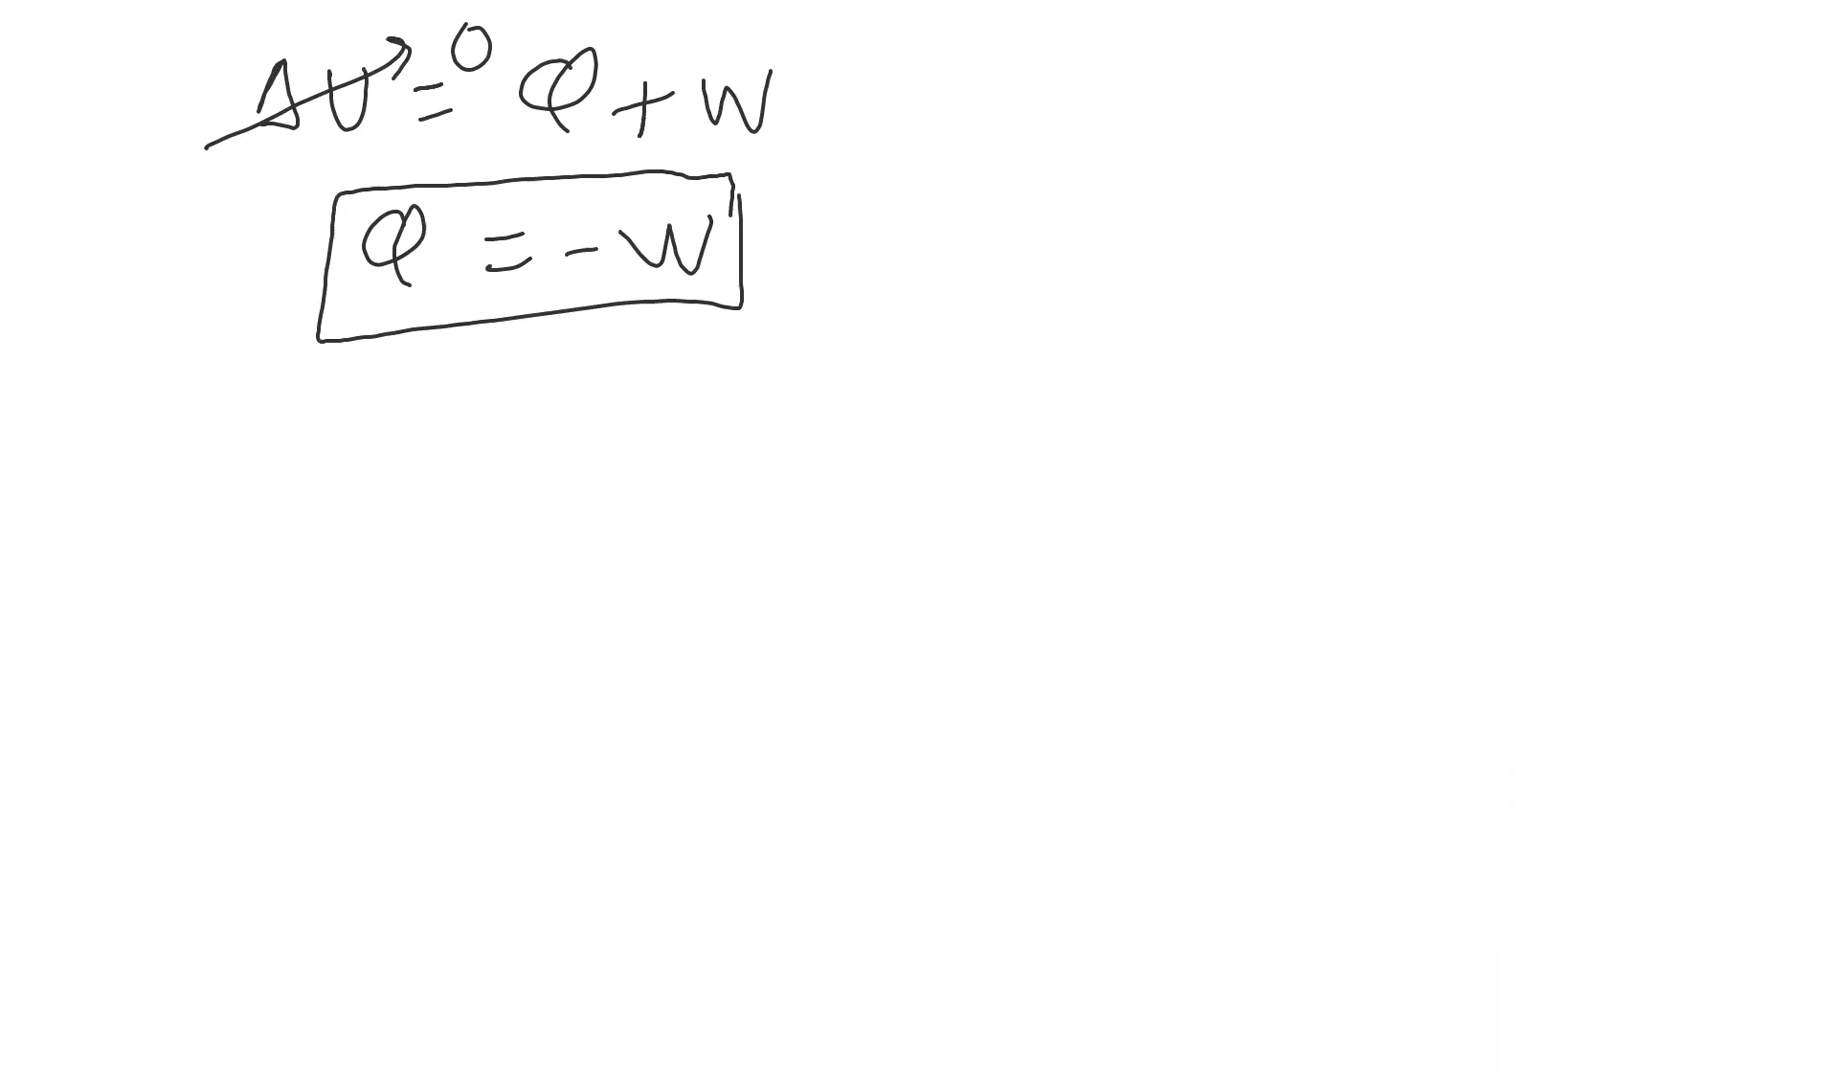 ΔU = 0 Q + W
Q = - W